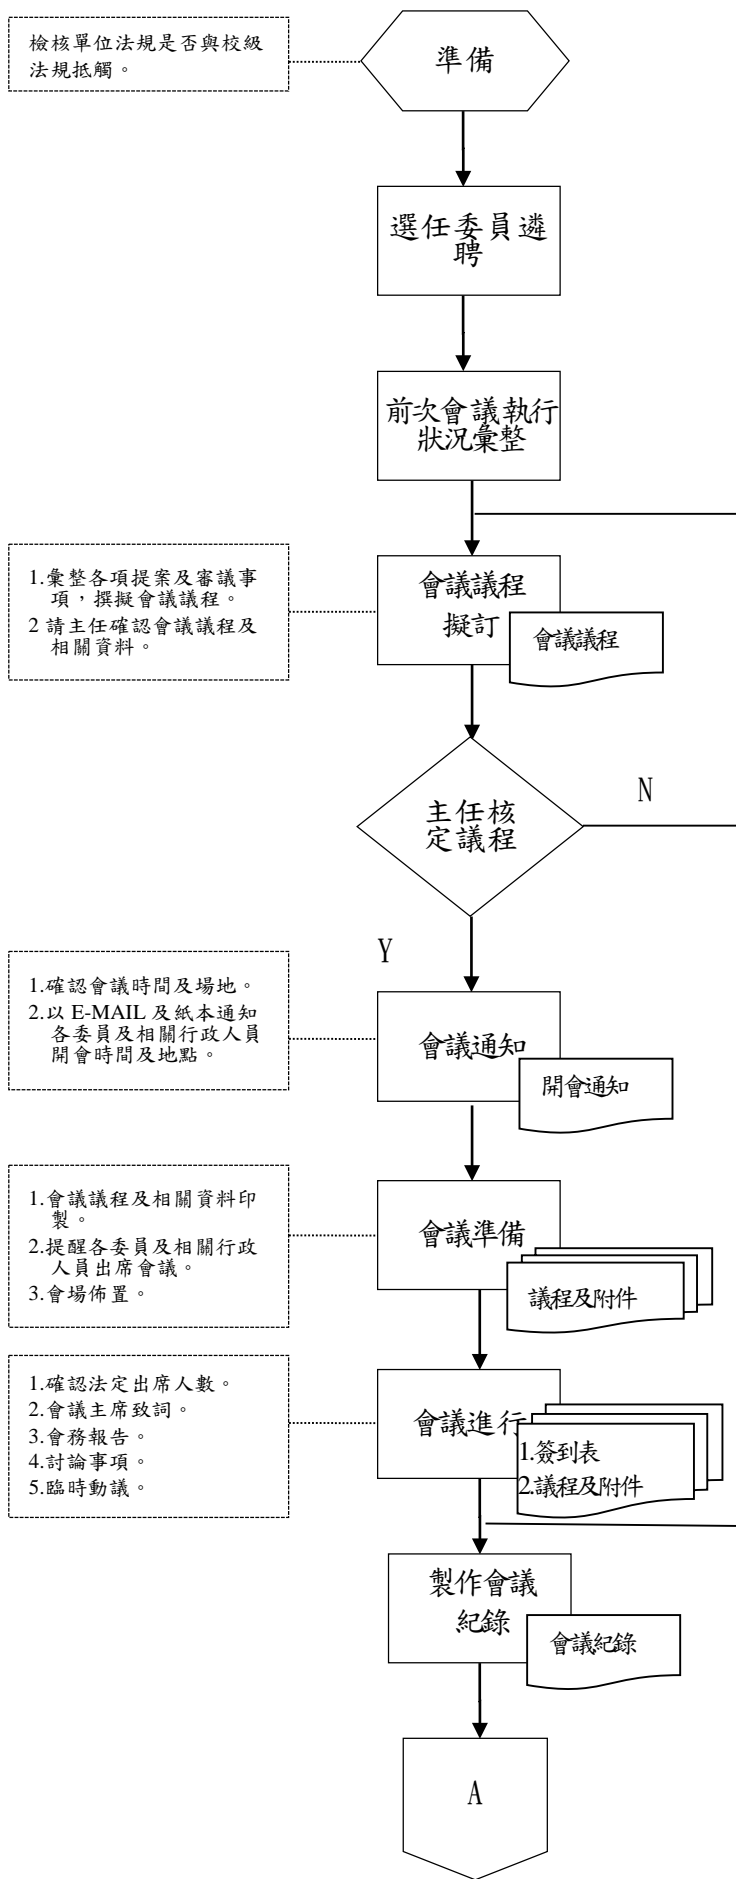 檢核單位法規是否與校級
法規抵觸。
準備
選任委員遴
聘
前次會議執行
狀況彙整
1.彙整各項提案及審議事
項，撰擬會議議程。
2 請主任確認會議議程及
相關資料。
會議議程
擬訂
會議議程
主任核
定議程
N
Y
1.確認會議時間及場地。
2.以 E-MAIL 及紙本通知
各委員及相關行政人員
開會時間及地點。
會議通知
開會通知
1.會議議程及相關資料印
製。
2.提醒各委員及相關行政
人員出席會議。
3.會場佈置。
會議準備
議程及附件
1.確認法定出席人數。
2.會議主席致詞。
3.會務報告。
4.討論事項。
5.臨時動議。
會議進行
1.簽到表
2.議程及附件
製作會議
紀錄
會議紀錄
A